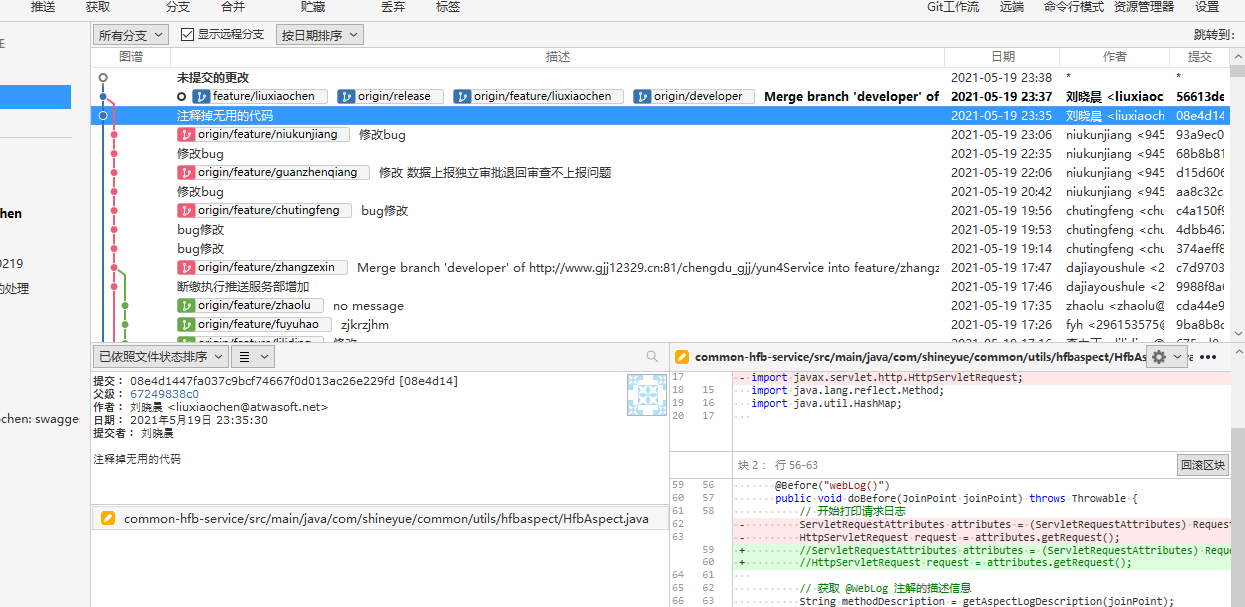 推送 获取 分支 合并 贮藏 丢弃 标签 Git工作流 远端 命令行模式 资源管理器 设置
所有分支 显示远程分支 按日期排序 跳转到:
图谱 描述 日期 作者 提交
未提交的更改 2021-05-19 23:38 * *
feature/liuxiaochen origin/release origin/feature/liuxiaochen origin/developer Merge branch 'developer' of 2021-05-19 23:37 刘晓晨 <liuxiaoc 56613de
注释掉无用的代码 2021-05-19 23:35 刘晓晨 <liuxiaoch 08e4d14
origin/feature/niukunjiang 修改bug 2021-05-19 23:06 niukunjiang <945 93a9ec0
修改bug 2021-05-19 22:35 niukunjiang <945 68b8b81
origin/feature/guanzhenqiang 修改 数据上报独立审批退回审查不上报问题 2021-05-19 22:06 niukunjiang <945 d15d606
修改bug 2021-05-19 20:42 niukunjiang <945 aa8c32c
origin/feature/chutingfeng bug修改 2021-05-19 19:56 chutingfeng <chu c4a150f9
hen
bug修改 2021-05-19 19:53 chutingfeng <chu 4dbb467
bug修改 2021-05-19 19:14 chutingfeng <chu 374aeff8
0219
origin/feature/zhangzexin Merge branch 'developer' of http://www.gjj12329.cn:81/chengdu_gjj/yun4Service into feature/zhangz 2021-05-19 17:47 dajiayoushule <2 c7d9703
的处理
断缴执行推送服务部增加 2021-05-19 17:46 dajiayoushule <2 9988f8a6
origin/feature/zhaolu no message 2021-05-19 17:35 zhaolu <zhaolu@ cda44e9
origin/feature/fuyuhao zjkrzjhm 2021-05-19 17:26 fyh <296153575@ 9ba8b8c
已依照文件状态排序
提交: 08e4d1447fa037c9bcf74667f0d013ac26e229fd [08e4d14]
父级: 67249838c0
作者: 刘晓晨 <liuxiaochen@atwasoft.net>
日期: 2021年5月19日 23:35:30
提交者: 刘晓晨
ochen: swagge
注释掉无用的代码
common-hfb-service/src/main/java/com/shineyue/common/utils/hfbaspect/HfbAspect.java
common-hfb-service/src/main/java/com/shineyue/common/utils/hfbaspect/HfbAs
17 - import javax.servlet.http.HttpServletRequest;
18 15 import java.lang.reflect.Method;
19 16 import java.util.HashMap;
20 17
块 2: 行 56-63 回滚区块
59 56 @Before("webLog()")
60 57 public void doBefore(JoinPoint joinPoint) throws Throwable {
61 58 // 开始打印请求日志
62 - ServletRequestAttributes attributes = (ServletRequestAttributes) Request
63 - HttpServletRequest request = attributes.getRequest();
59 + //ServletRequestAttributes attributes = (ServletRequestAttributes) Reque
60 + //HttpServletRequest request = attributes.getRequest();
64 61
65 62 // 获取 @WebLog 注解的描述信息
66 63 String methodDescription = getAspectLogDescription(joinPoint);